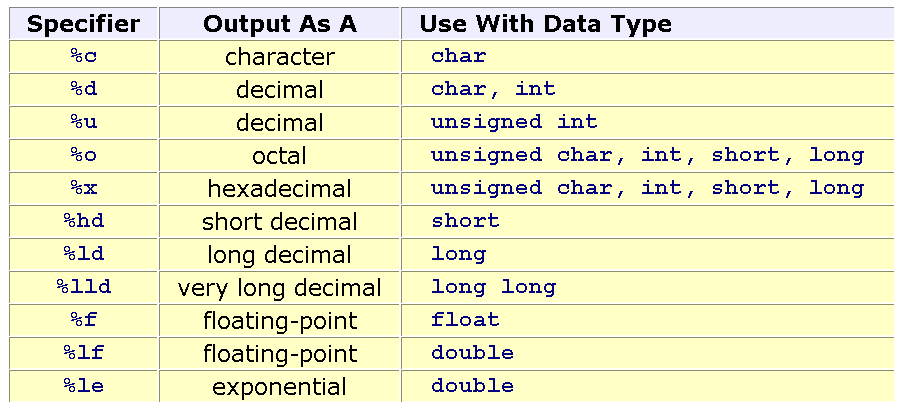 Specifier Output As A Use With Data Type
%c character char
%d decimal char, int
%u decimal unsigned int
%o octal unsigned char, int, short, long
%x hexadecimal unsigned char, int, short, long
%hd short decimal short
%ld long decimal long
%lld very long decimal long long
%f floating-point float
%lf floating-point double
%le exponential double